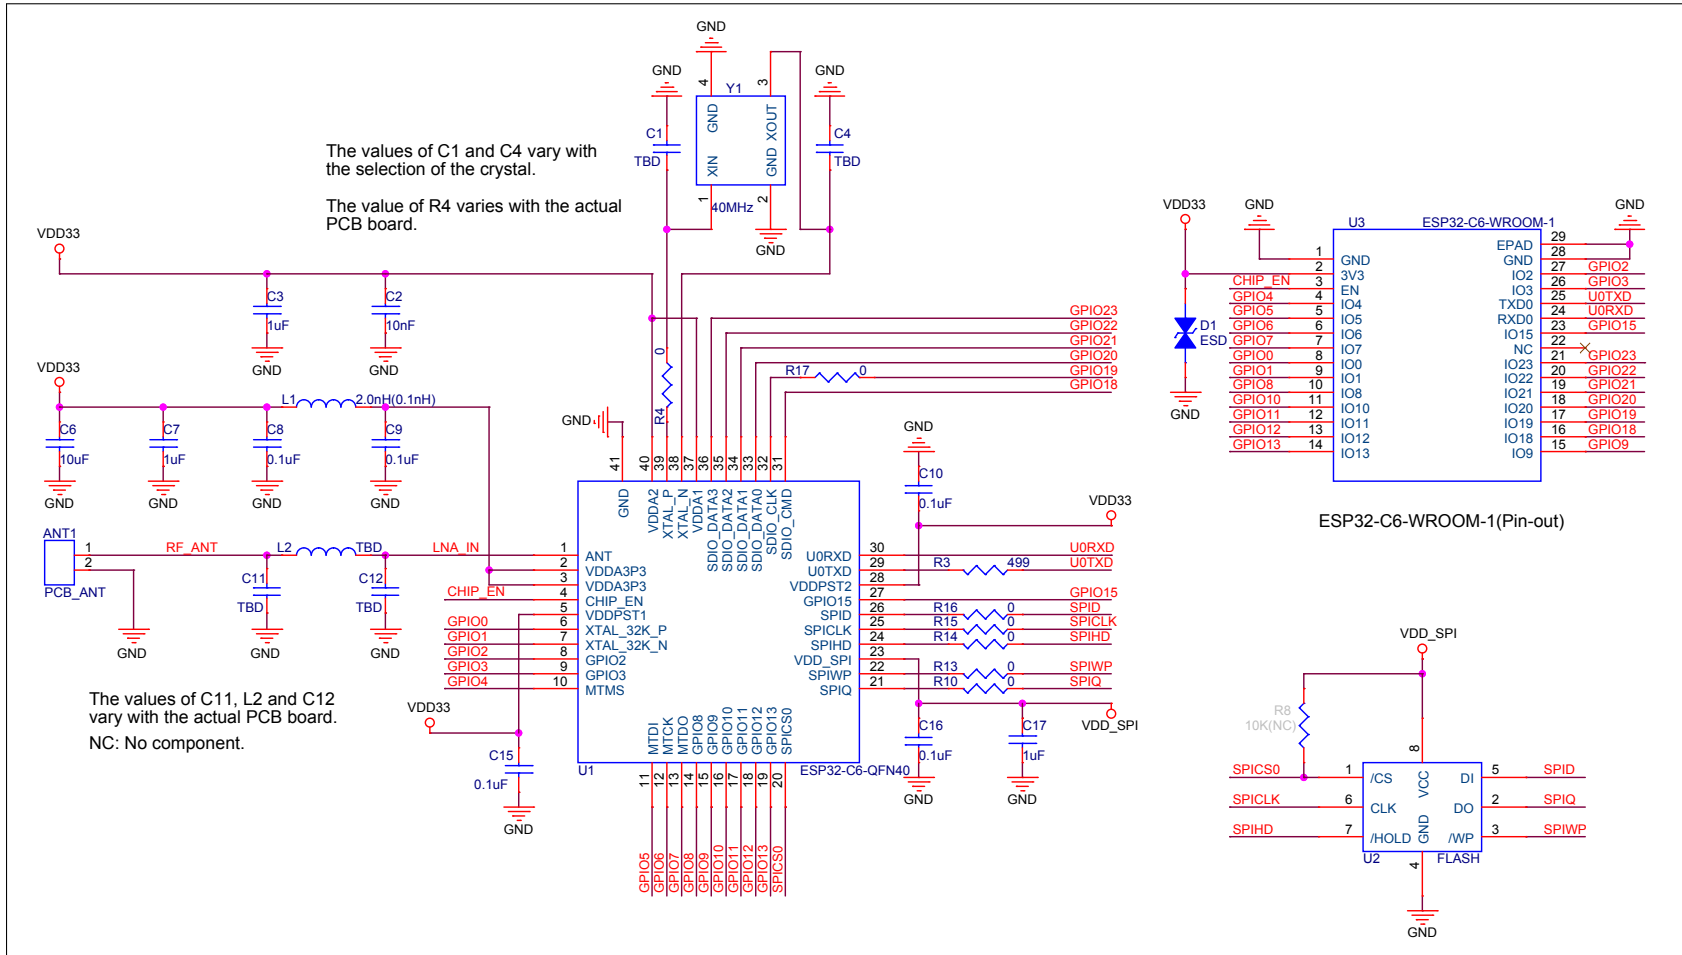 GND
GND
GND
GND
GND
Y1
4
3
GND
XOUT
XIN
GND
1
2
40MHz
C1
TBD
C4
TBD
The values of C1 and C4 vary with
the selection of the crystal.
The value of R4 varies with the actual
PCB board.
VDD33
C3
1uF
GND
C2
10nF
GND
VDD33
L1
2.0nH(0.1nH)
C6
10uF
GND
C7
1uF
GND
C8
0.1uF
GND
C9
0.1uF
GND
ANT1
1
2
PCB_ANT
RF_ANT
L2
TBD
LNA_IN
C11
TBD
GND
C12
TBD
GND
GND
The values of C11, L2 and C12
vary with the actual PCB board.
NC: No component.
R4
0
R17
0
GPIO23
GPIO22
GPIO21
GPIO20
GPIO19
GPIO18
GND
41
40
39
38
37
36
35
34
33
32
31
GND
VDDA2
XTAL_P
XTAL_N
VDDA1
SDIO_DATA3
SDIO_DATA2
SDIO_DATA1
SDIO_DATA0
SDIO_CLK
SDIO_CMD
1 ANT
2 VDDA3P3
3 VDDA3P3
CHIP_EN 4 CHIP_EN
5 VDDPST1
GPIO0 6 XTAL_32K_P
GPIO1 7 XTAL_32K_N
GPIO2 8 GPIO2
GPIO3 9 GPIO3
GPIO4 10 MTMS
VDD33
C15
0.1uF
GND
GND
C10
0.1uF
VDD33
U0RXD 30 U0RXD
U0TXD 29 R3 499 U0TXD
VDDPST2 28
GPIO15 27 GPIO15
SPID 26 R16 0 SPID
SPICLK 25 R15 0 SPICLK
SPIHD 24 R14 0 SPIHD
VDD_SPI 23
SPIWP 22 R13 0 SPIWP
SPIQ 21 R10 0 SPIQ
VDD_SPI
C16
0.1uF
GND
C17
1uF
GND
MTDI
MTCK
MTDO
GPIO8
GPIO9
GPIO10
GPIO11
GPIO12
GPIO13
SPICS0
U1
ESP32-C6-QFN40
11
12
13
14
15
16
17
18
19
20
GPIO5
GPIO6
GPIO7
GPIO8
GPIO9
GPIO10
GPIO11
GPIO12
GPIO13
SPICS0
VDD33
GND
D1
ESD
GND
U3
ESP32-C6-WROOM-1
GND
1 GND
2 3V3
CHIP_EN 3 EN
GPIO4 4 IO4
GPIO5 5 IO5
GPIO6 6 IO6
GPIO7 7 IO7
GPIO0 8 IO0
GPIO1 9 IO1
GPIO8 10 IO8
GPIO10 11 IO10
GPIO11 12 IO11
GPIO12 13 IO12
GPIO13 14 IO13
EPAD 29
GND 28
IO2 27 GPIO2
IO3 26 GPIO3
TXD0 25 U0TXD
RXD0 24 U0RXD
IO15 23 GPIO15
NC 22
IO23 21 GPIO23
IO22 20 GPIO22
IO21 19 GPIO21
IO20 18 GPIO20
IO19 17 GPIO19
IO18 16 GPIO18
IO9 15 GPIO9
ESP32-C6-WROOM-1(Pin-out)
VDD_SPI
R8
10K(NC)
8
VCC
SPICS0 1 /CS
SPICLK 6 CLK
SPIHD 7 /HOLD
DI 5 SPID
DO 2 SPIQ
/WP 3 SPIWP
GND
4
U2
FLASH
GND